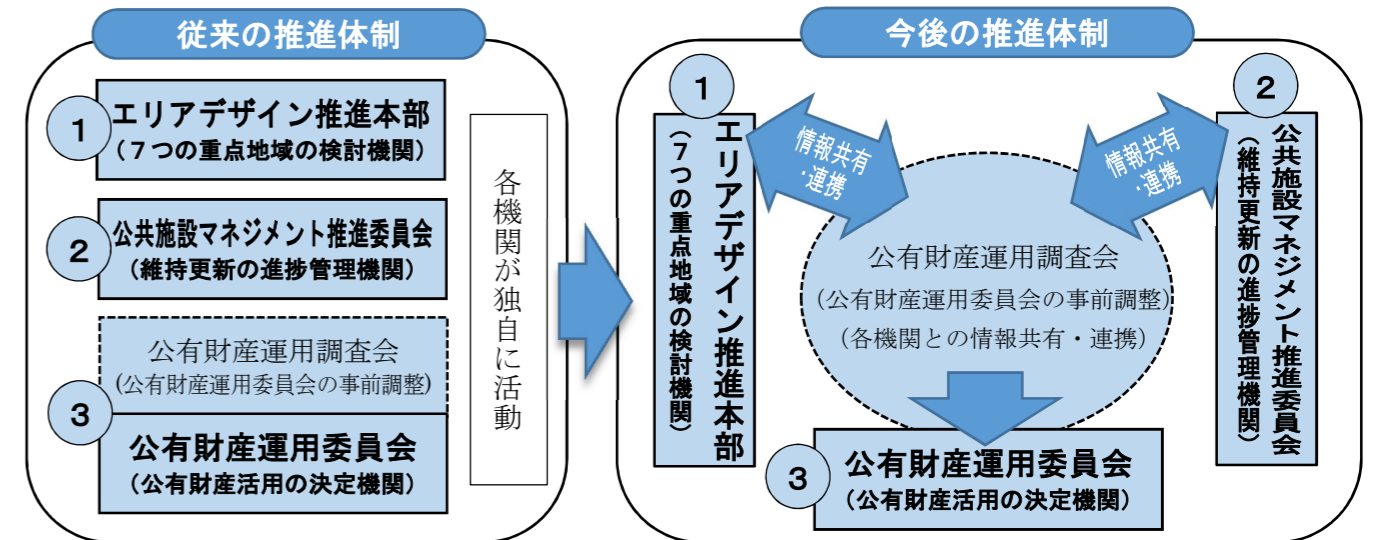 従来の推進体制
1
エリアデザイン推進本部
（７つの重点地域の検討機関）
2
公共施設マネジメント推進委員会
（維持更新の進捗管理機関）
公有財産運用調査会
(公有財産運用委員会の事前調整)
3
公有財産運用委員会
（公有財産活用の決定機関）
各機関が独自に活動
今後の推進体制
1
エリアデザイン推進本部
（７つの重点地域の検討機関）
情報共有
・連携
情報共有
・連携
2
公共施設マネジメント推進委員会
（維持更新の進捗管理機関）
公有財産運用調査会
(公有財産運用委員会の事前調整)
（各機関との情報共有・連携）
3
公有財産運用委員会
（公有財産活用の決定機関）